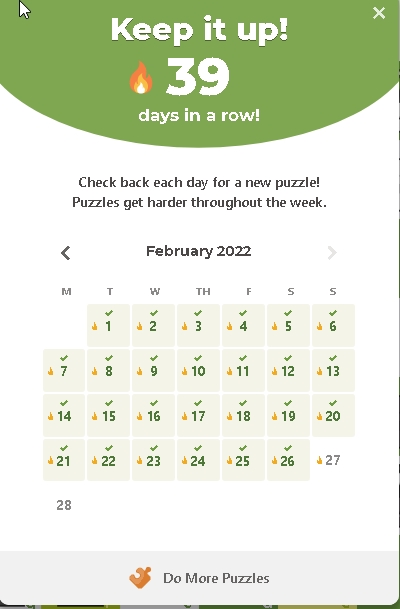 Keep it up!
39
days in a row!
Check back each day for a new puzzle!
Puzzles get harder throughout the week.
February 2022
M T W TH F S S
1 2 3 4 5 6
7 8 9 10 11 12 13
14 15 16 17 18 19 20
21 22 23 24 25 26 27
28
Do More Puzzles